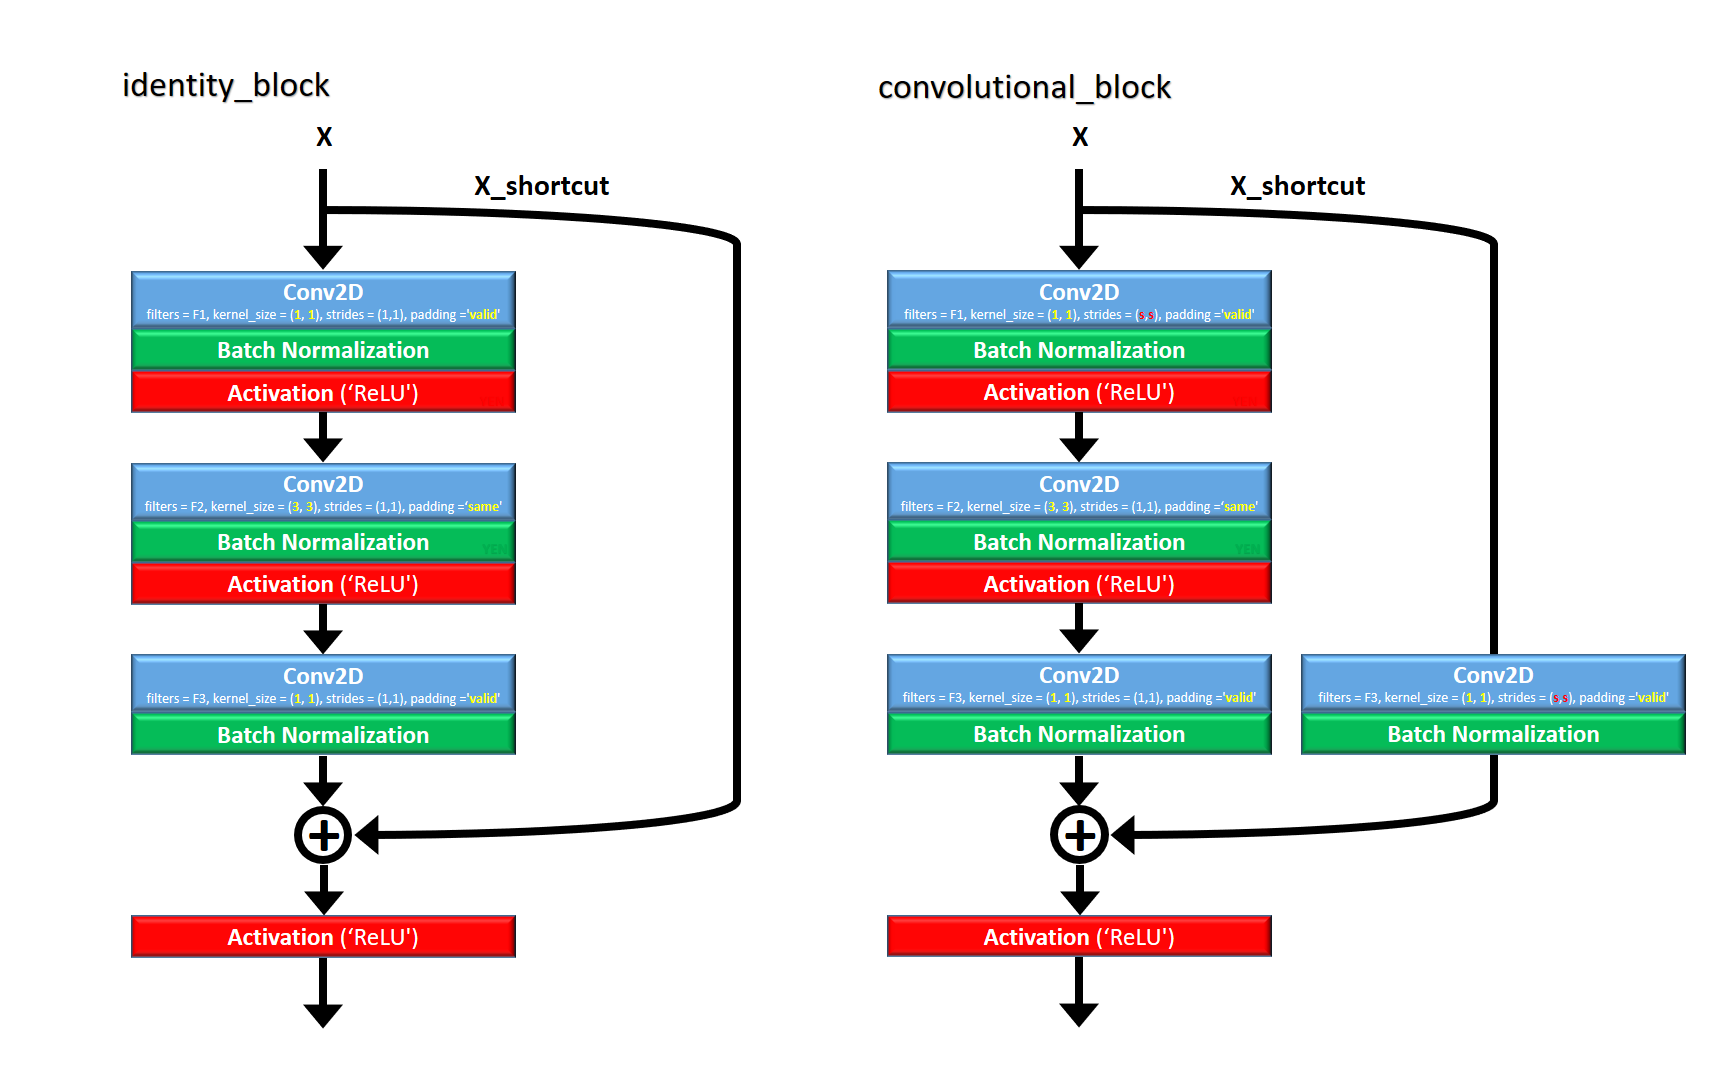 identity_block
X
X_shortcut
Conv2D
filters = F1, kernel_size = (1, 1), strides = (1,1), padding ='valid'
Batch Normalization
Activation (‘ReLU')
YEN
Conv2D
filters = F2, kernel_size = (3, 3), strides = (1,1), padding =‘same'
Batch Normalization
YEN
Activation (‘ReLU')
Conv2D
filters = F3, kernel_size = (1, 1), strides = (1,1), padding ='valid'
Batch Normalization
+
Activation (‘ReLU')
convolutional_block
X
X_shortcut
Conv2D
filters = F1, kernel_size = (1, 1), strides = (s,s), padding ='valid'
Batch Normalization
Activation (‘ReLU')
YEN
Conv2D
filters = F2, kernel_size = (3, 3), strides = (1,1), padding =‘same'
Batch Normalization
YEN
Activation (‘ReLU')
Conv2D
filters = F3, kernel_size = (1, 1), strides = (1,1), padding ='valid'
Batch Normalization
Conv2D
filters = F3, kernel_size = (1, 1), strides = (s,s), padding ='valid'
Batch Normalization
+
Activation (‘ReLU')